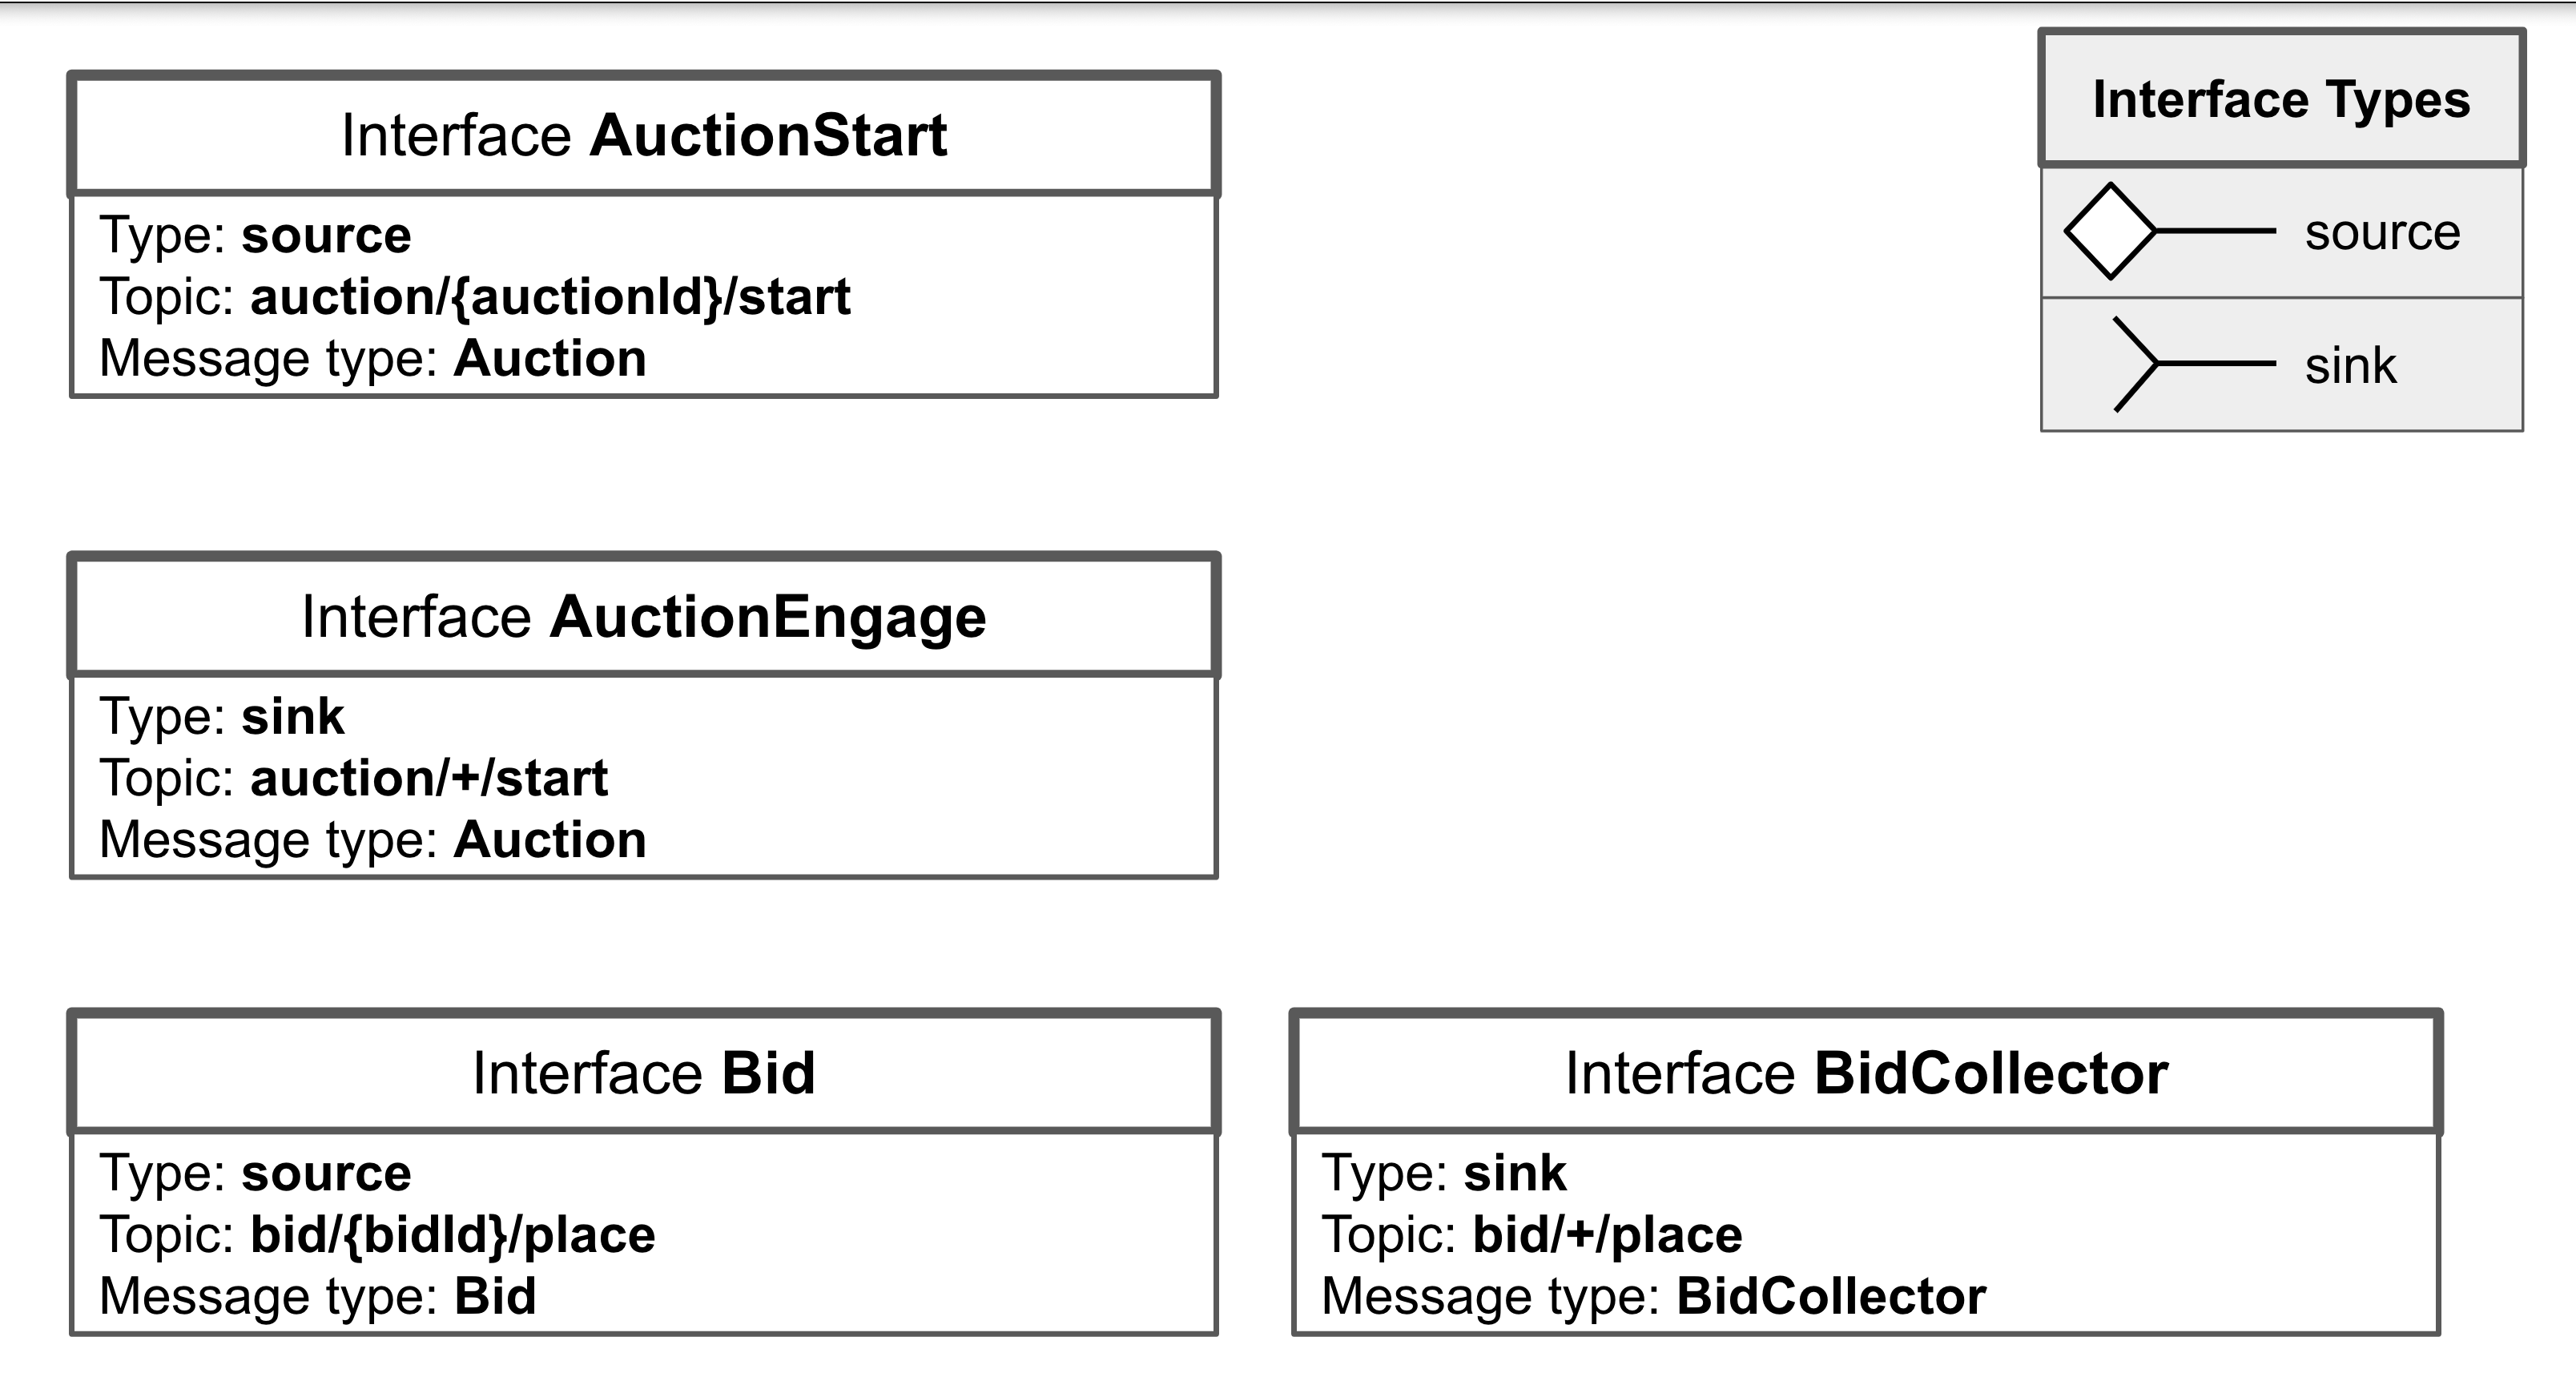 Interface AuctionStart
Type: source
Topic: auction/{auctionId}/start
Message type: Auction
Interface Types
source
sink
Interface AuctionEngage
Type: sink
Topic: auction/+/start
Message type: Auction
Interface Bid
Type: source
Topic: bid/{bidId}/place
Message type: Bid
Interface BidCollector
Type: sink
Topic: bid/+/place
Message type: BidCollector